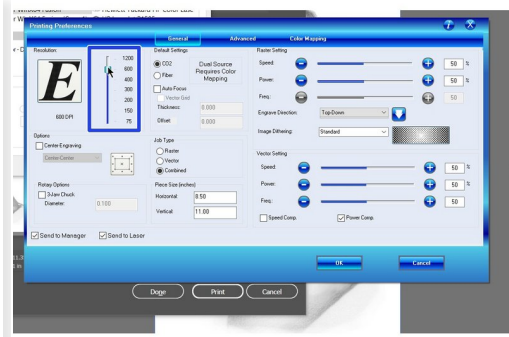 Printing Preferences
General Advanced Color Mapping
Resolution
1200
600
400
300
200
150
75
E
600 DPI
Default Settings
CO2
Fiber
Dual Source
Requires Color
Mapping
Auto Focus
Vector Grid
Thickness: 0.000
Offset 0.000
Options
Center-Engraving
Center-Center
Job Type
Raster
Vector
Combined
Rotary Options
3-Jaw Chuck
Diameter: 0.100
Piece Size (inches)
Horizontal: 8.50
Vertical: 11.00
Send to Manager Send to Laser
Raster Setting
Speed: 50 %
Power: 50 %
Freq.: 50
Engrave Direction: Top-Down
Image Dithering: Standard
Vector Setting
Speed: 50 %
Power: 50 %
Freq.: 50
Speed Comp. Power Comp.
OK Cancel
Done Print Cancel